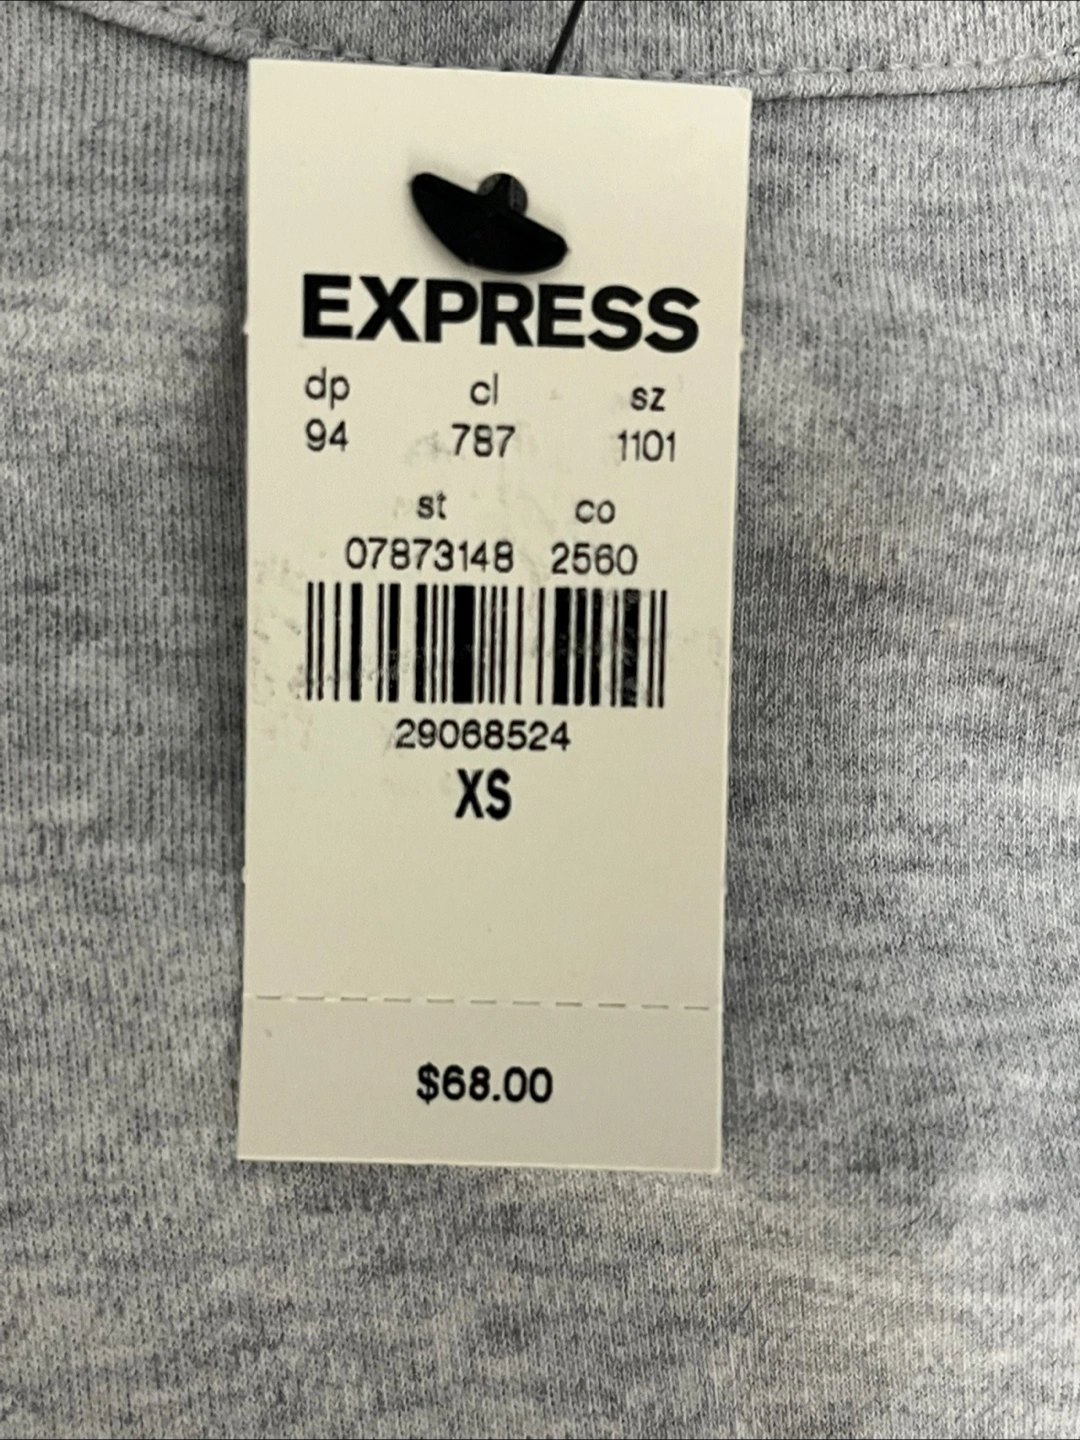 EXPRESS
dp cl sz
94 787 1101
st co
07873148 2560
29068524
XS
$68.00